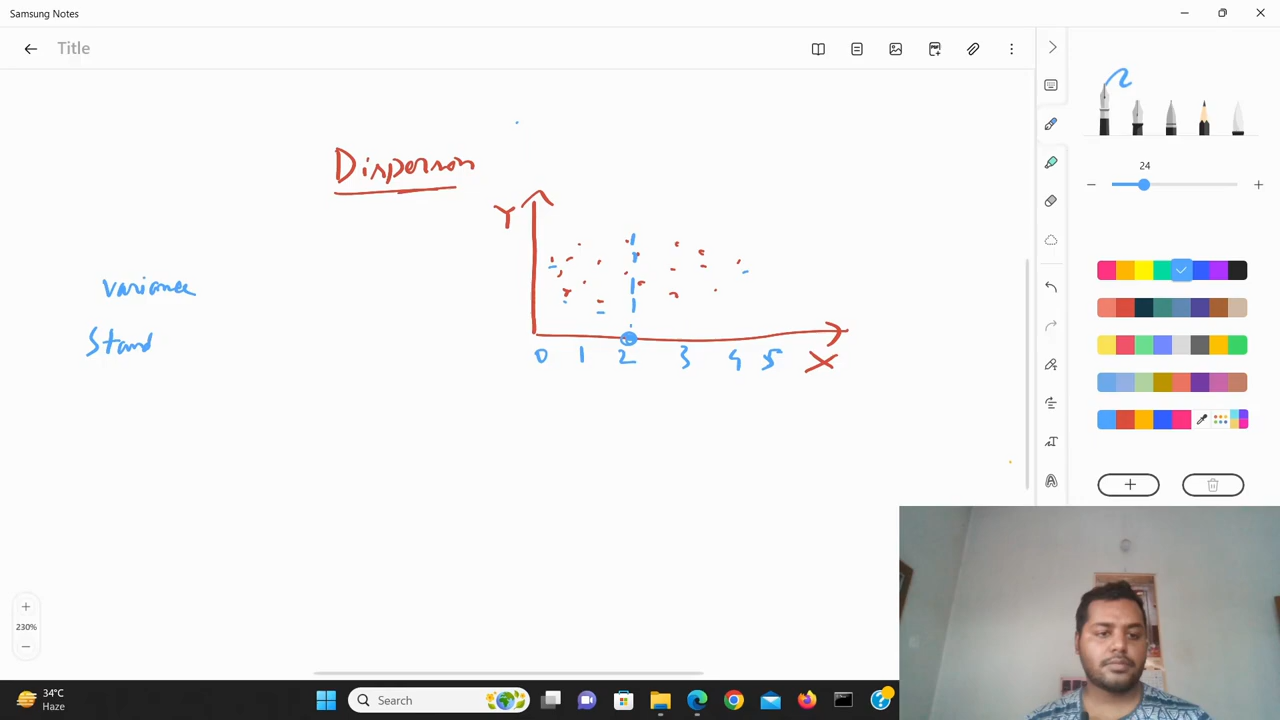 Samsung Notes
Title
24
Dispersion
Y
variance
Stand
0 1 2 3 4 5 X
230%
34°C
Haze
Search